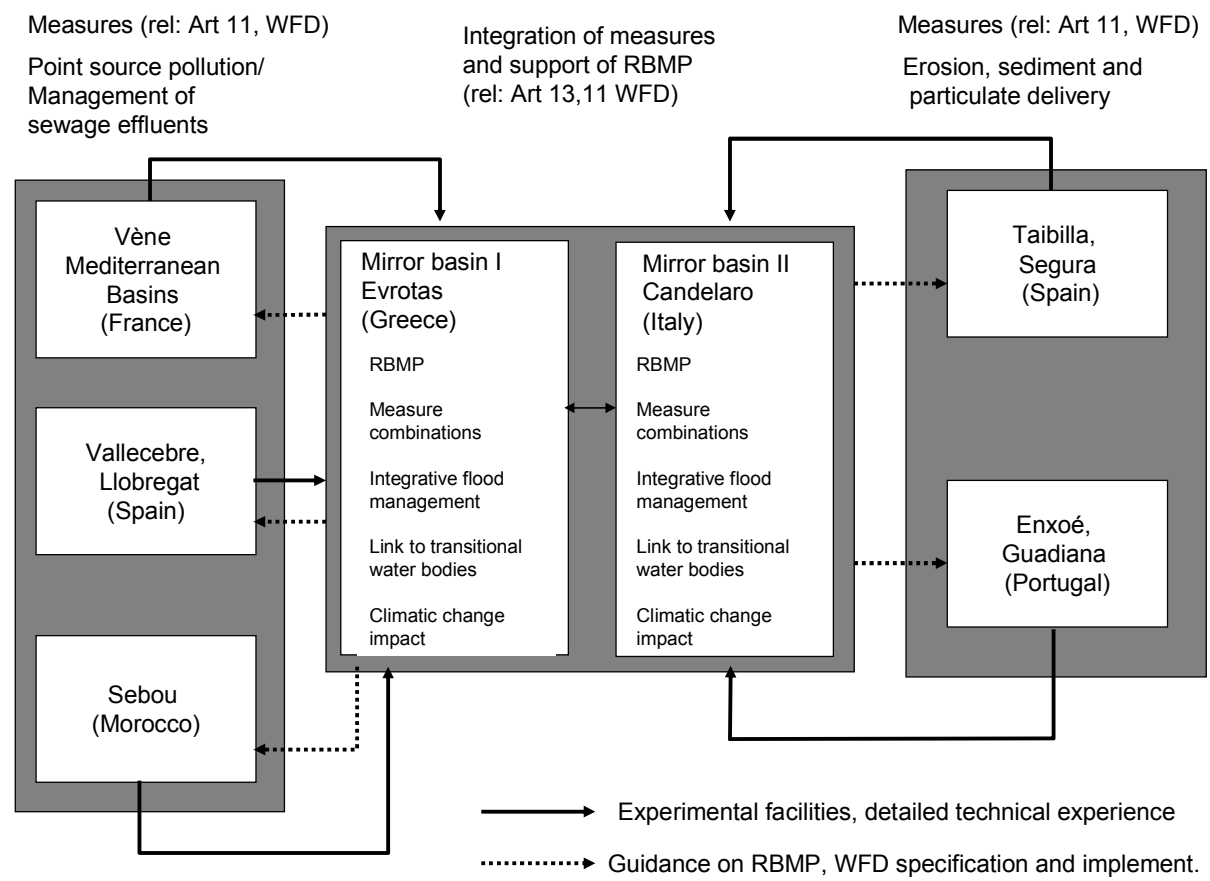 Measures (rel: Art 11, WFD)
Point source pollution/
Management of
sewage effluents
Integration of measures
and support of RBMP
(rel: Art 13,11 WFD)
Measures (rel: Art 11, WFD)
Erosion, sediment and
particulate delivery
Vène
Mediterranean
Basins
(France)
Vallecebre,
Llobregat
(Spain)
Sebou
(Morocco)
Mirror basin I
Evrotas
(Greece)
RBMP
Measure
combinations
Integrative flood
management
Link to transitional
water bodies
Climatic change
impact
Mirror basin II
Candelaro
(Italy)
RBMP
Measure
combinations
Integrative flood
management
Link to transitional
water bodies
Climatic change
impact
Taibilla,
Segura
(Spain)
Enxoé,
Guadiana
(Portugal)
Experimental facilities, detailed technical experience
Guidance on RBMP, WFD specification and implement.